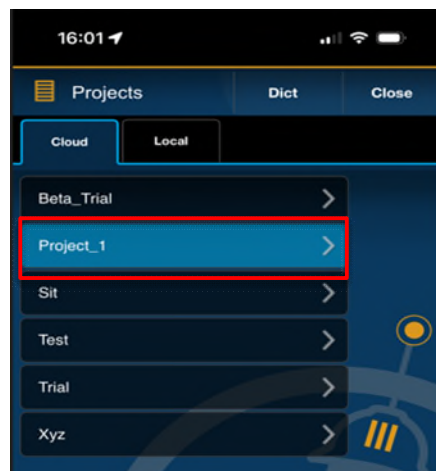 16:01
Projects Dict Close
Cloud Local
Beta_Trial
Project_1
Sit
Test
Trial
Xyz